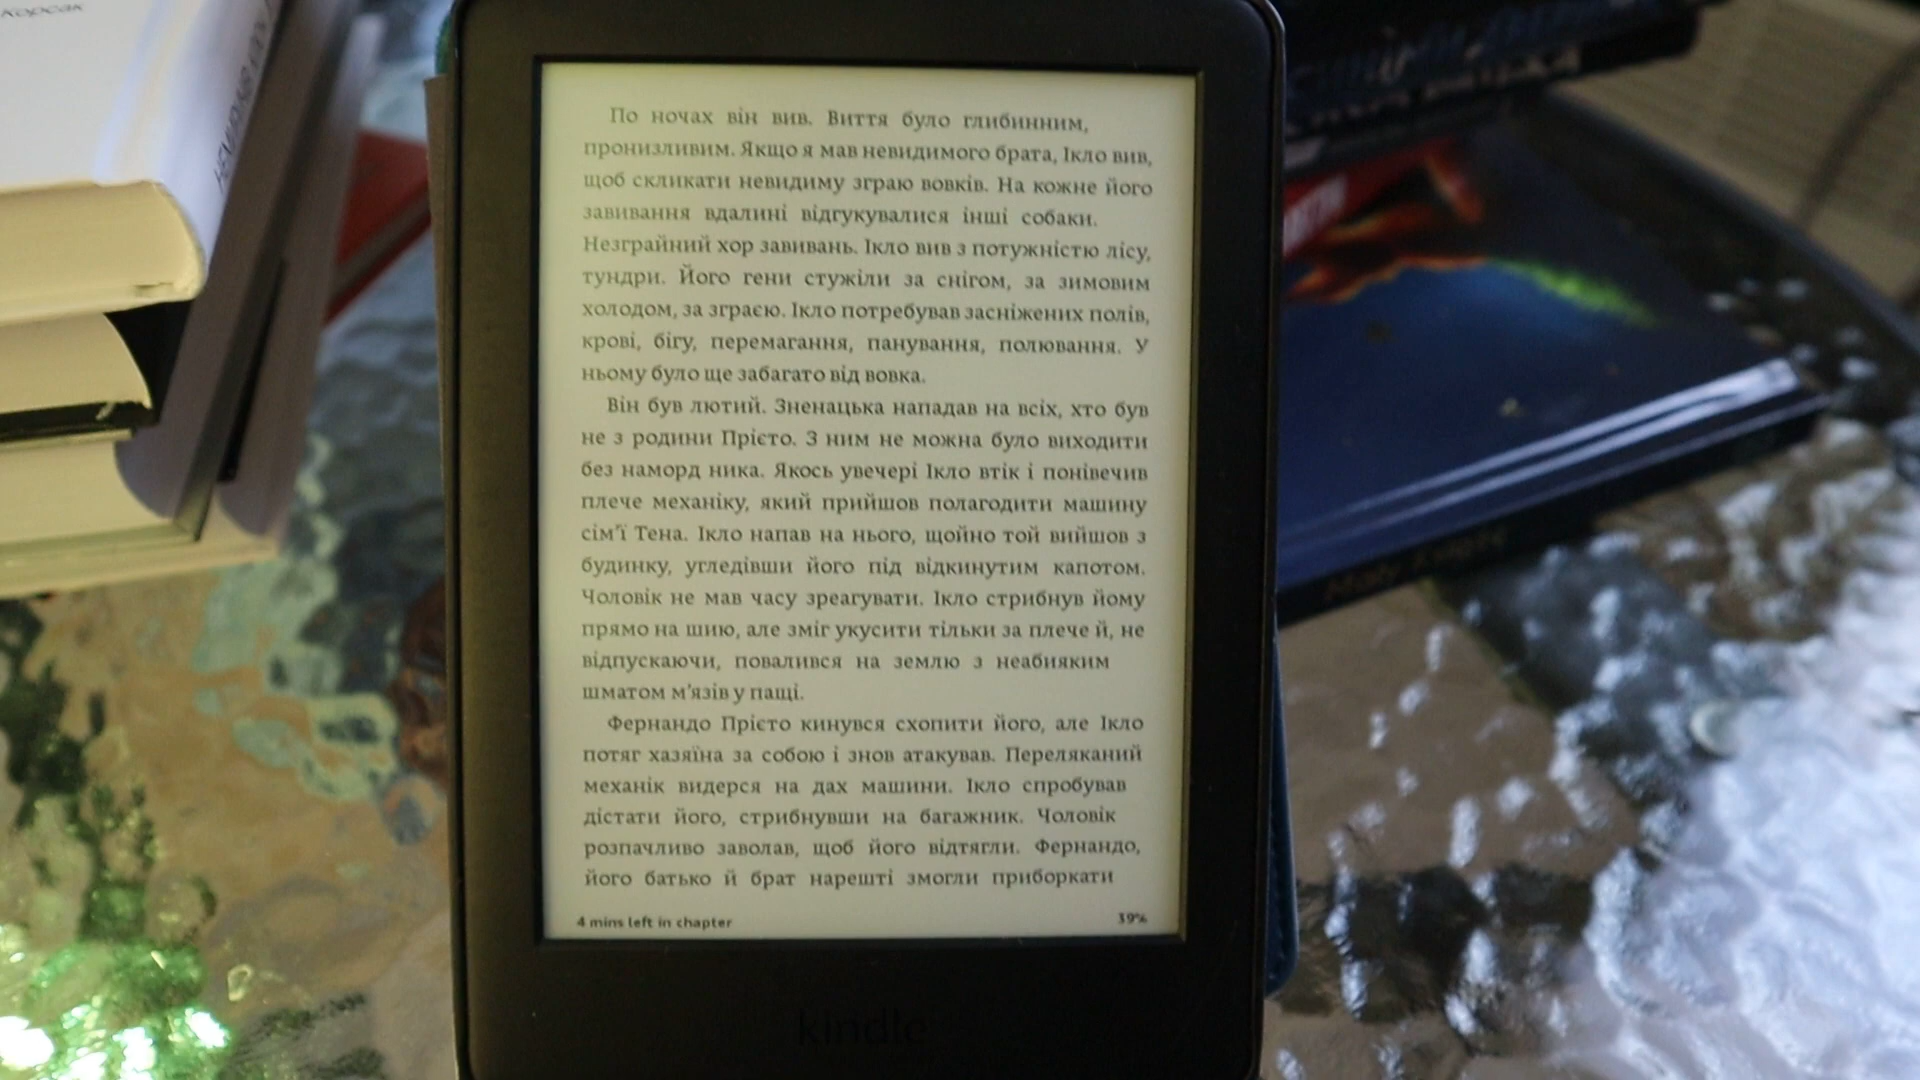 Корсак
По ночах він вив. Виття було глибинним,
пронизливим. Якщо я мав невидимого брата, Ікло вив,
щоб скликати невидиму зграю вовків. На кожне його
завивання вдалині відгукувалися інші собаки.
Незграйний хор завивань. Ікло вив з потужністю лісу,
тундри. Його гени стужіли за снігом, за зимовим
холодом, за зграєю. Ікло потребував засніжених полів,
крові, бігу, перемагання, панування, полювання. У
ньому було ще забагато від вовка.
Він був лютий. Зненацька нападав на всіх, хто був
не з родини Прієто. З ним не можна було виходити
без наморд ника. Якось увечері Ікло втік і понівечив
плече механіку, який прийшов полагодити машину
сім'ї Тена. Ікло напав на нього, щойно той вийшов з
будинку, угледівши його під відкинутим капотом.
Чоловік не мав часу зреагувати. Ікло стрибнув йому
прямо на шию, але зміг укусити тільки за плече й, не
відпускаючи, повалився на землю з неабияким
шматом м'язів у пащі.
Фернандо Прієто кинувся схопити його, але Ікло
потяг хазяїна за собою і знов атакував. Переляканий
механік видерся на дах машини. Ікло спробував
дістати його, стрибнувши на багажник. Чоловік
розпачливо заволав, щоб його відтягли. Фернандо,
його батько й брат нарешті змогли приборкати
4 mins left in chapter 39%
kindle